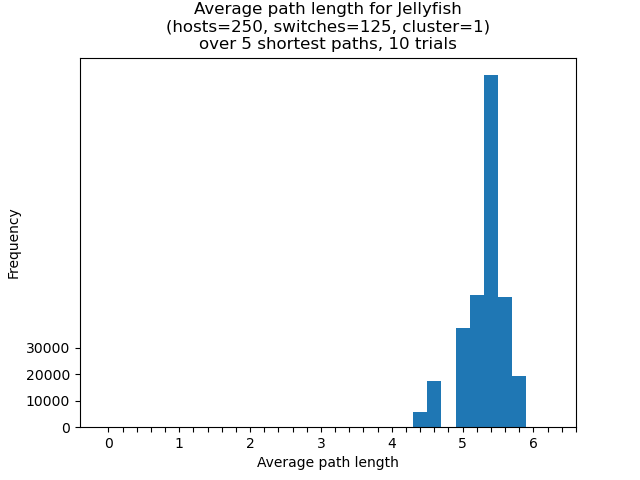 Average path length for Jellyfish
(hosts=250, switches=125, cluster=1)
over 5 shortest paths, 10 trials
Frequency
30000
20000
10000
0
0 1 2 3 4 5 6
Average path length